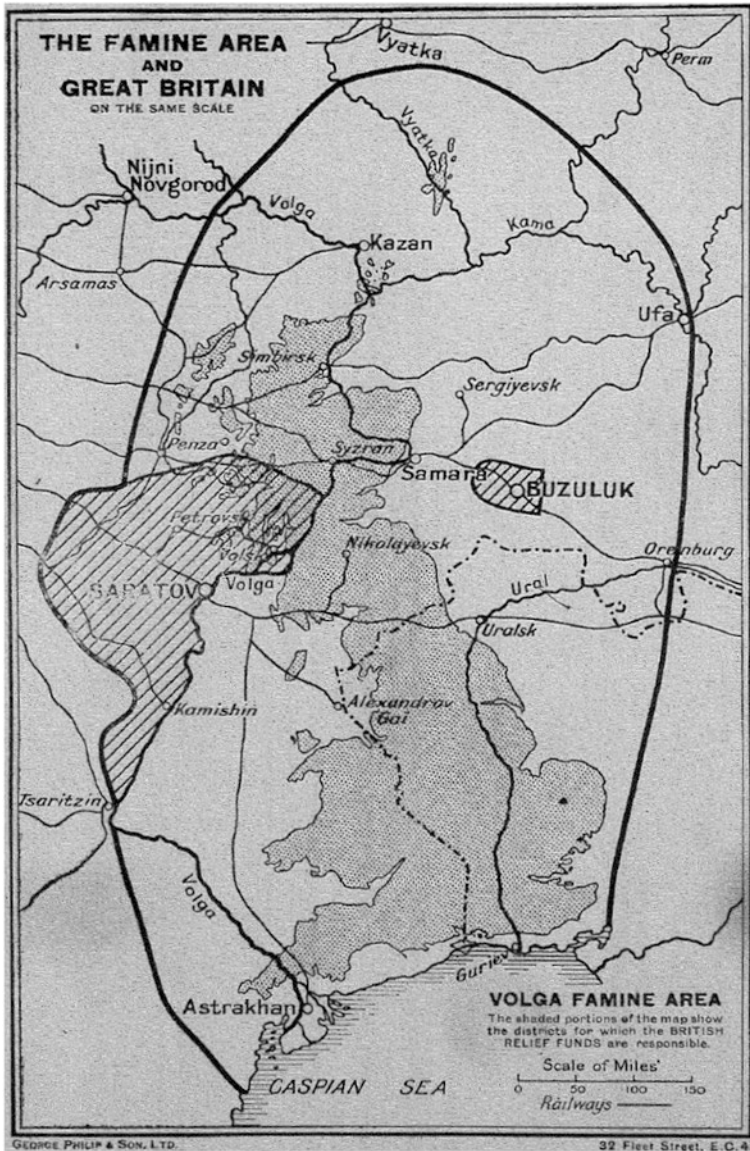 THE FAMINE AREA
AND
GREAT BRITAIN
ON THE SAME SCALE
Vyatka
Perm
Vyatka
Nijni
Novgorod
Volga
Kama
Kazan
Arsamas
Ufa
Simbirsk
Sergiyevsk
Penza
Syzran
Samara
BUZULUK
Petrovsk
Volsk
Nikolayevsk
Orenburg
SARATOV
Volga
Ural
Uralsk
Kamishin
Alexandrov
Gai
Tsaritzin
Volga
Guriev
Astrakhan
CASPIAN SEA
VOLGA FAMINE AREA
The shaded portions of the map show
the districts for which the BRITISH
RELIEF FUNDS are responsible.
Scale of Miles
0 50 100 150
Railways
GEORGE PHILIP & SON, LTD.
32 Fleet Street, E.C.4